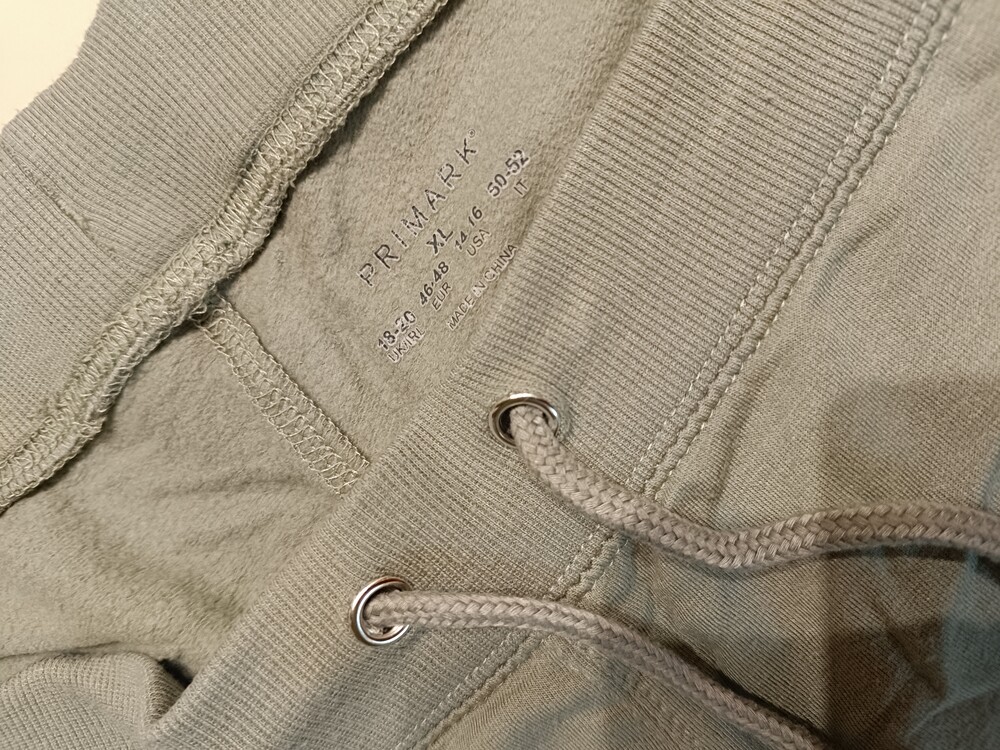 PRIMARK®
XL
18-20 46-48 14-16 50-52
UK/IRL EUR USA IT
MADE IN CHINA